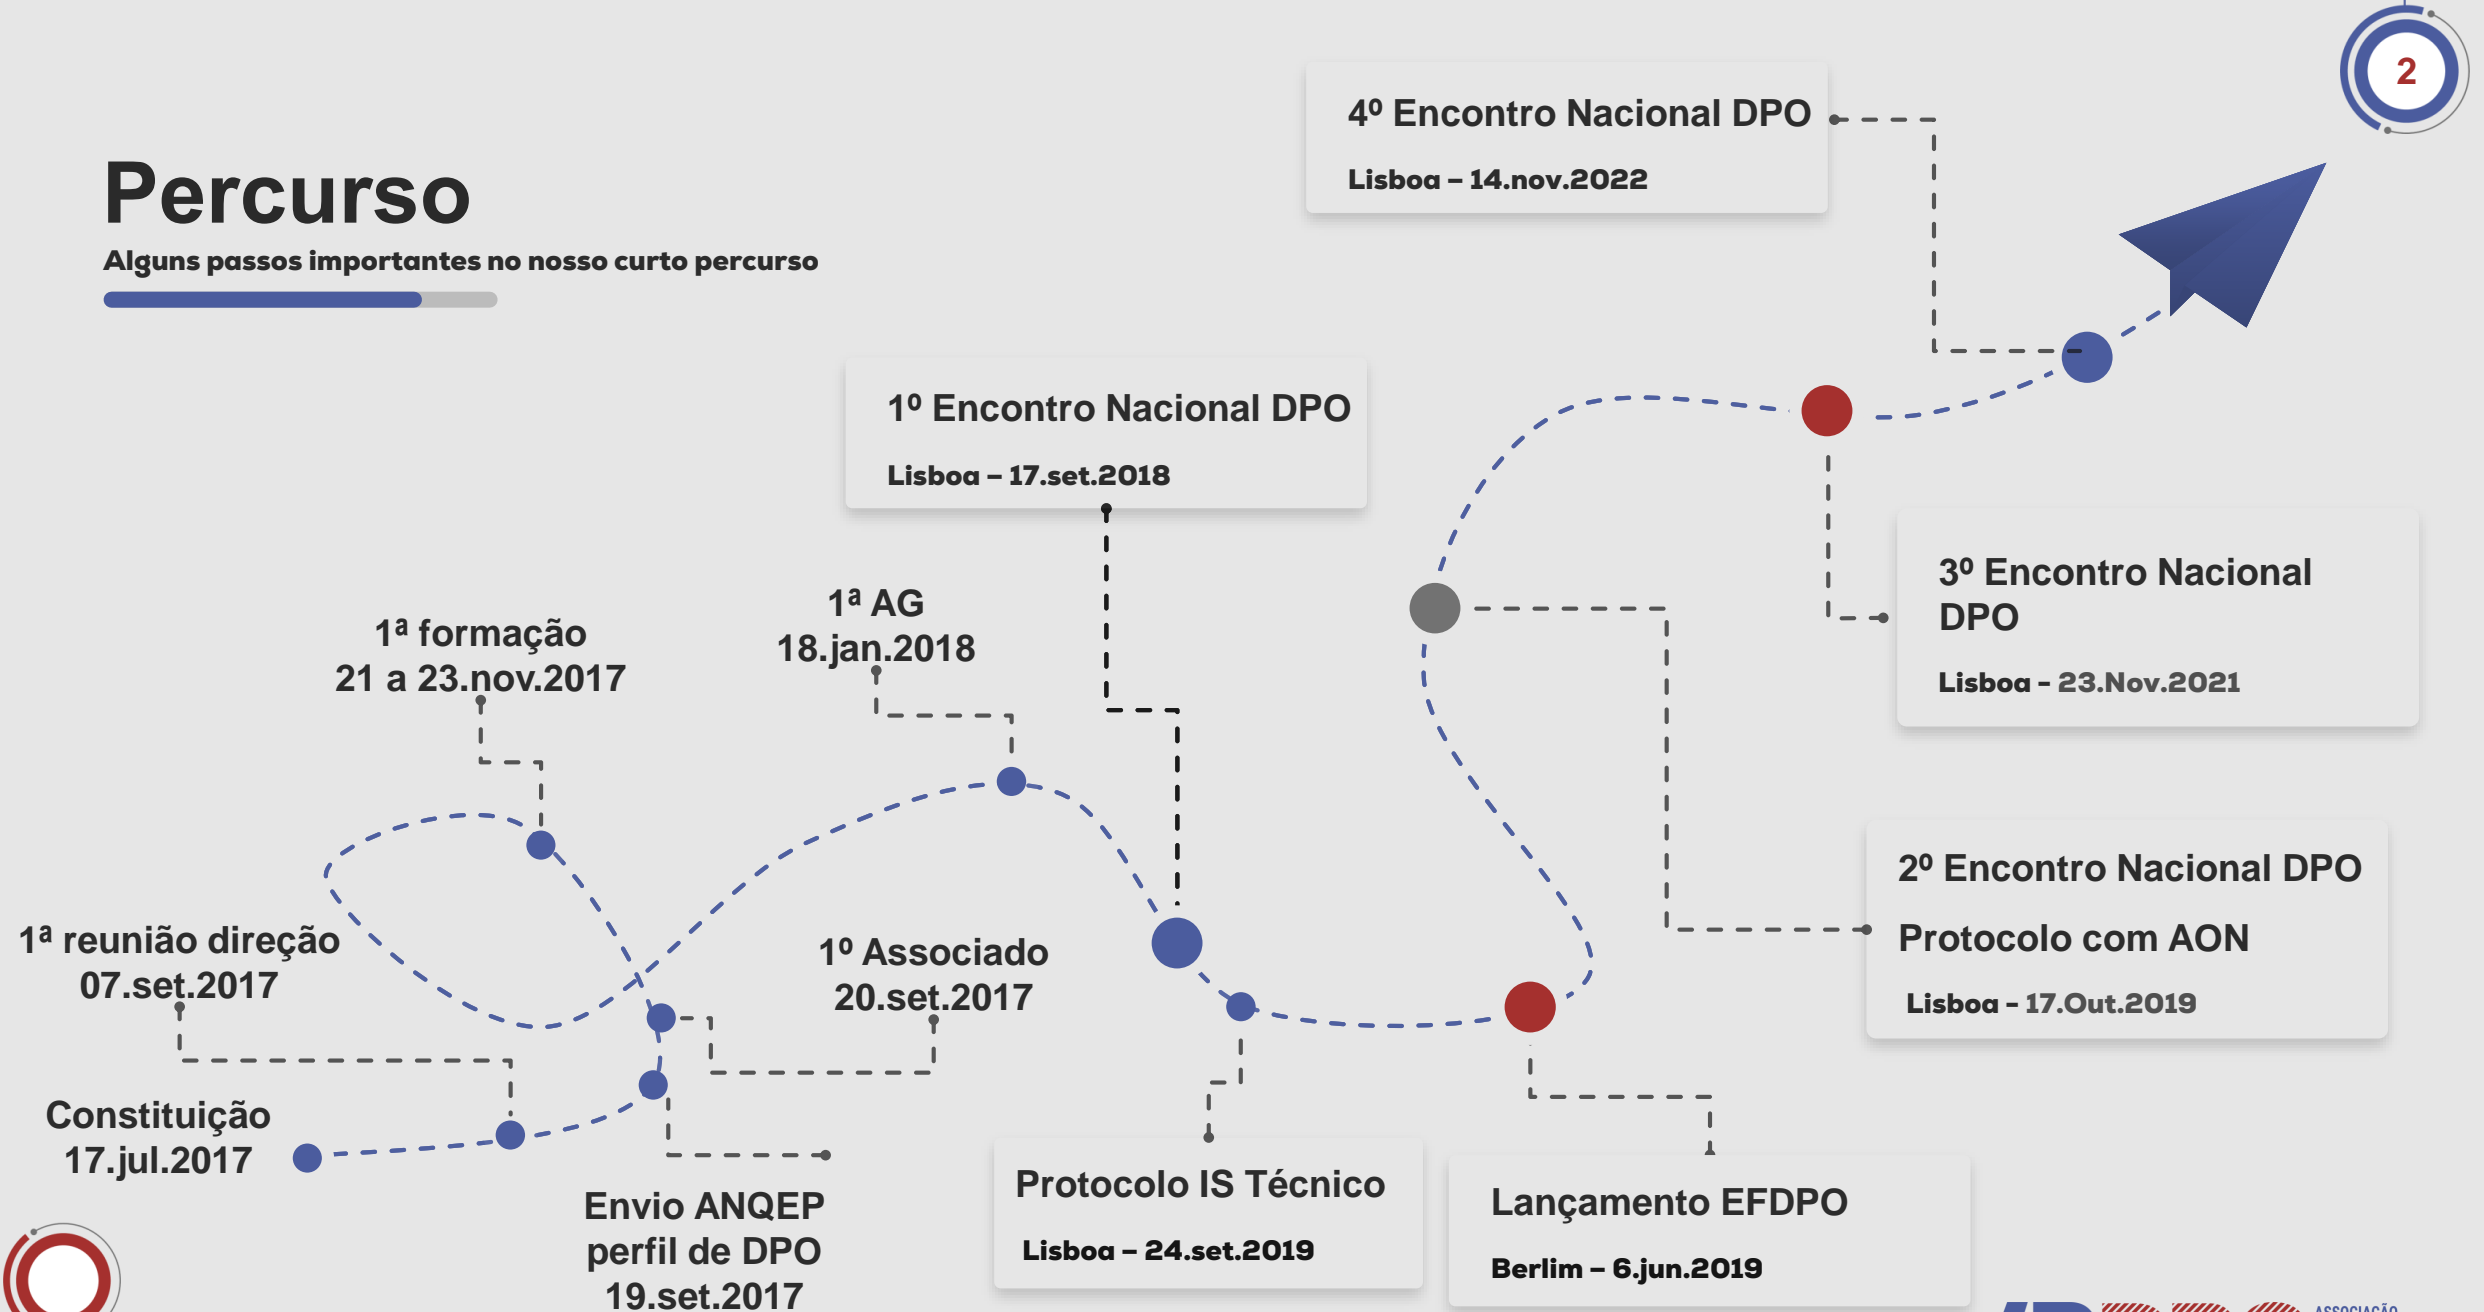 2
Percurso
Alguns passos importantes no nosso curto percurso
4º Encontro Nacional DPO
Lisboa – 14.nov.2022
1º Encontro Nacional DPO
Lisboa – 17.set.2018
3º Encontro Nacional
DPO
Lisboa - 23.Nov.2021
1ª formação
21 a 23.nov.2017
1ª AG
18.jan.2018
2º Encontro Nacional DPO
Protocolo com AON
Lisboa - 17.Out.2019
1ª reunião direção
07.set.2017
1º Associado
20.set.2017
Constituição
17.jul.2017
Envio ANQEP
perfil de DPO
19.set.2017
Protocolo IS Técnico
Lisboa – 24.set.2019
Lançamento EFDPO
Berlim – 6.jun.2019
ASSOCIAÇÃO